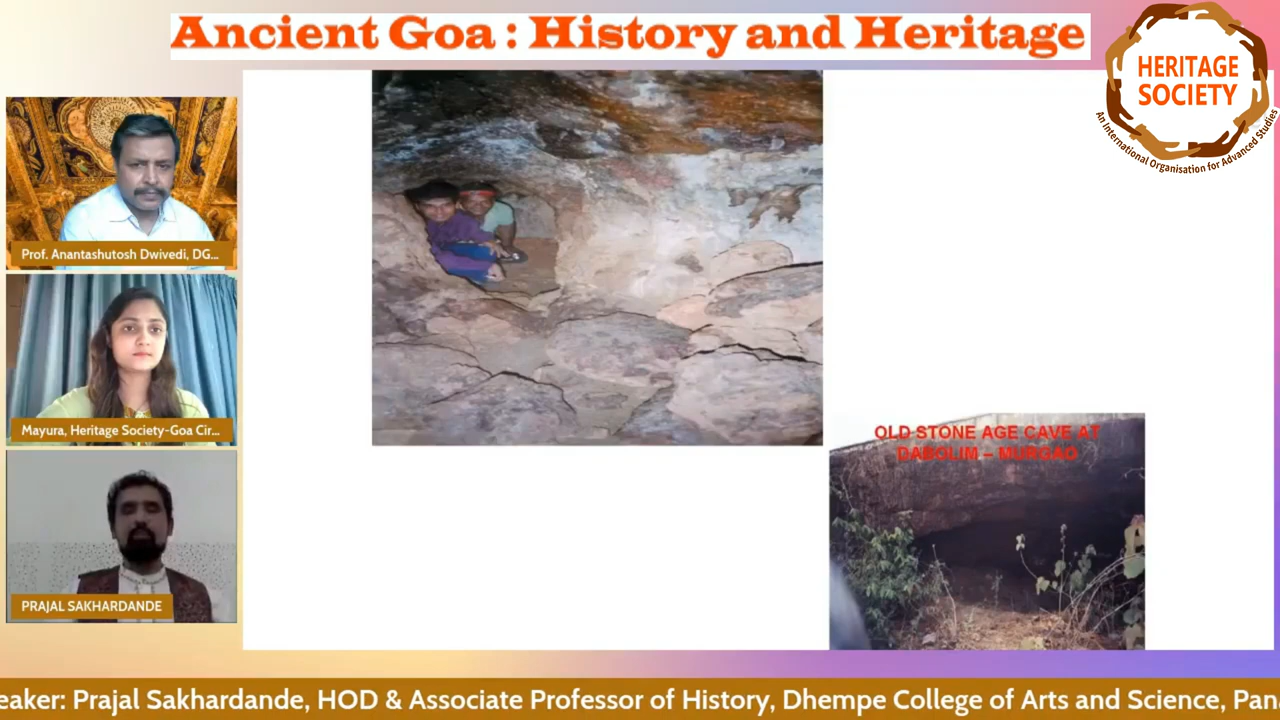 Ancient Goa : History and Heritage
HERITAGE
SOCIETY
An International Organisation for Advanced Studies
Prof. Anantashutosh Dwivedi, DG...
Mayura, Heritage Society-Goa Cir...
PRAJAL SAKHARDANDE
OLD STONE AGE CAVE AT
DABOLIM – MURGAO
eaker: Prajal Sakhardande, HOD & Associate Professor of History, Dhempe College of Arts and Science, Pan